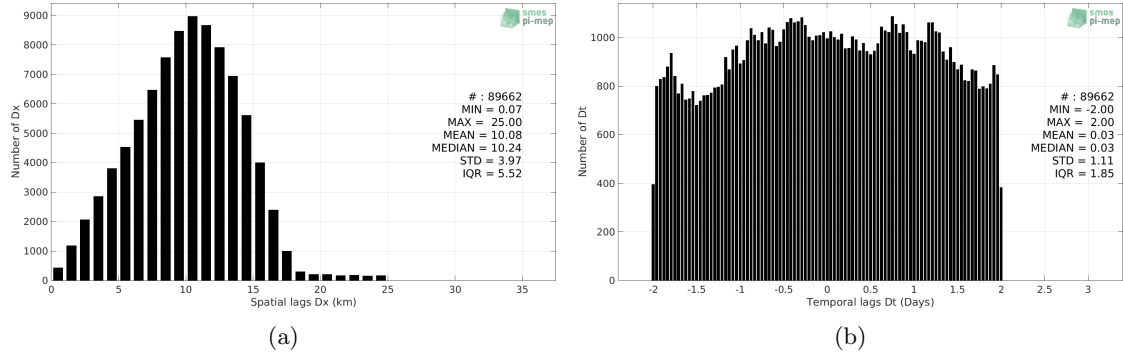 9000
8000
7000
6000
5000
4000
3000
2000
1000
0
Number of Dx
smos
pi-mep
# : 89662
MIN = 0.07
MAX = 25.00
MEAN = 10.08
MEDIAN = 10.24
STD = 3.97
IQR = 5.52
0 5 10 15 20 25 30 35
Spatial lags Dx (km)
(a)
1000
800
600
400
200
0
Number of Dt
smos
pi-mep
# : 89662
MIN = -2.00
MAX = 2.00
MEAN = 0.03
MEDIAN = 0.03
STD = 1.11
IQR = 1.85
-2 -1.5 -1 -0.5 0 0.5 1 1.5 2 2.5 3
Temporal lags Dt (Days)
(b)